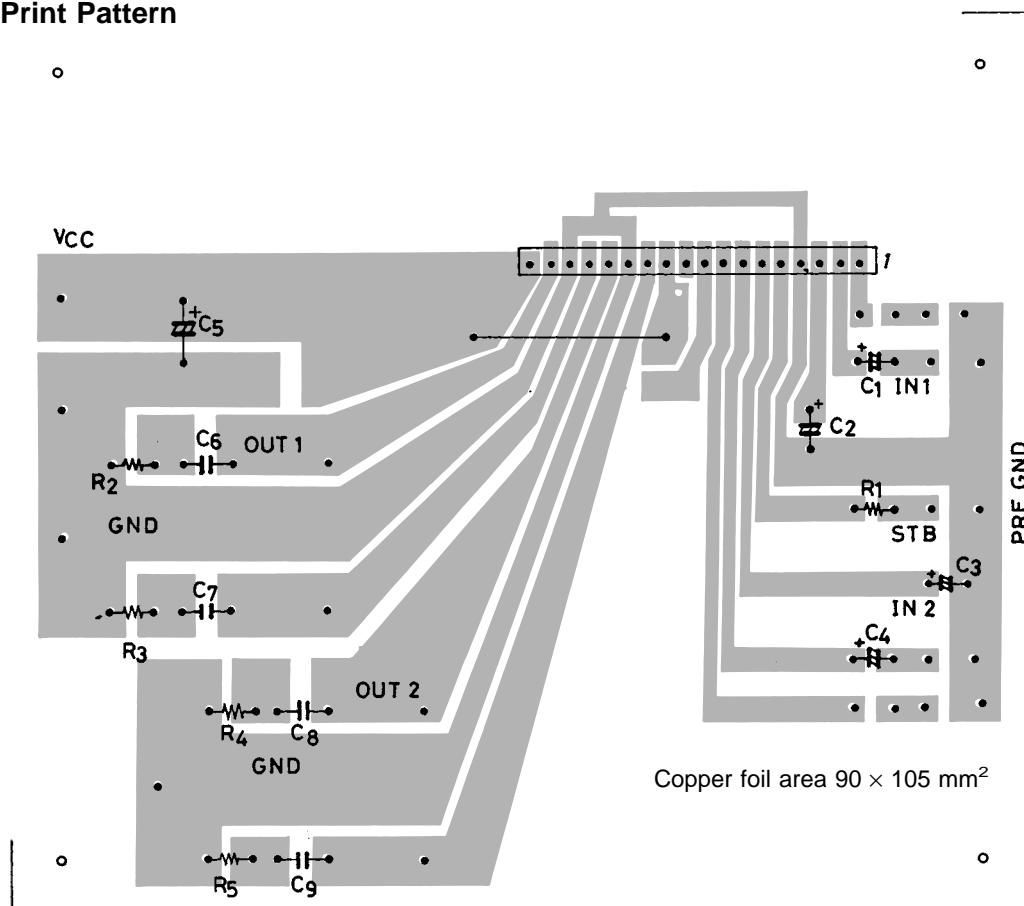 Print Pattern
VCC
1
C5
C1 IN1
C2
C6 OUT 1
R2
R1
GND
STB
PRE GND
C3
C7
IN 2
R3
C4
OUT 2
R4 C8
GND
Copper foil area 90 × 105 mm²
R5 C9